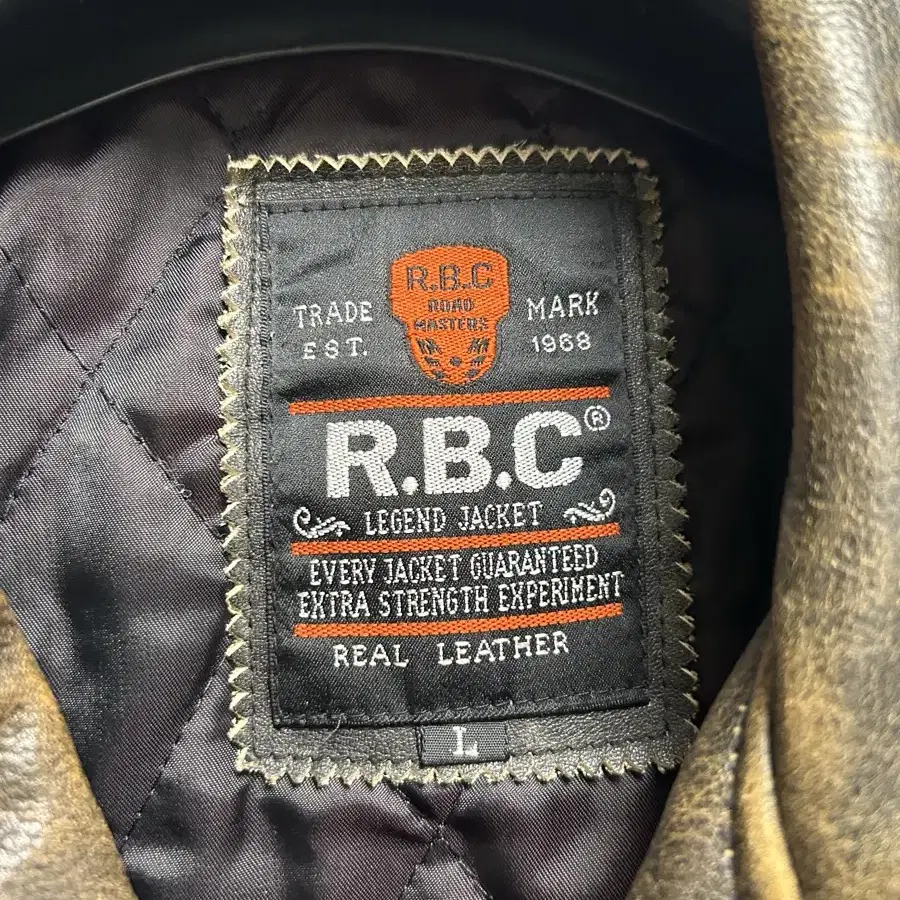 R.B.C
ROAD
MASTERS
TRADE MARK
EST. 1968
R.B.C®
LEGEND JACKET
EVERY JACKET GUARANTEED
EXTRA STRENGTH EXPERIMENT
REAL LEATHER
L